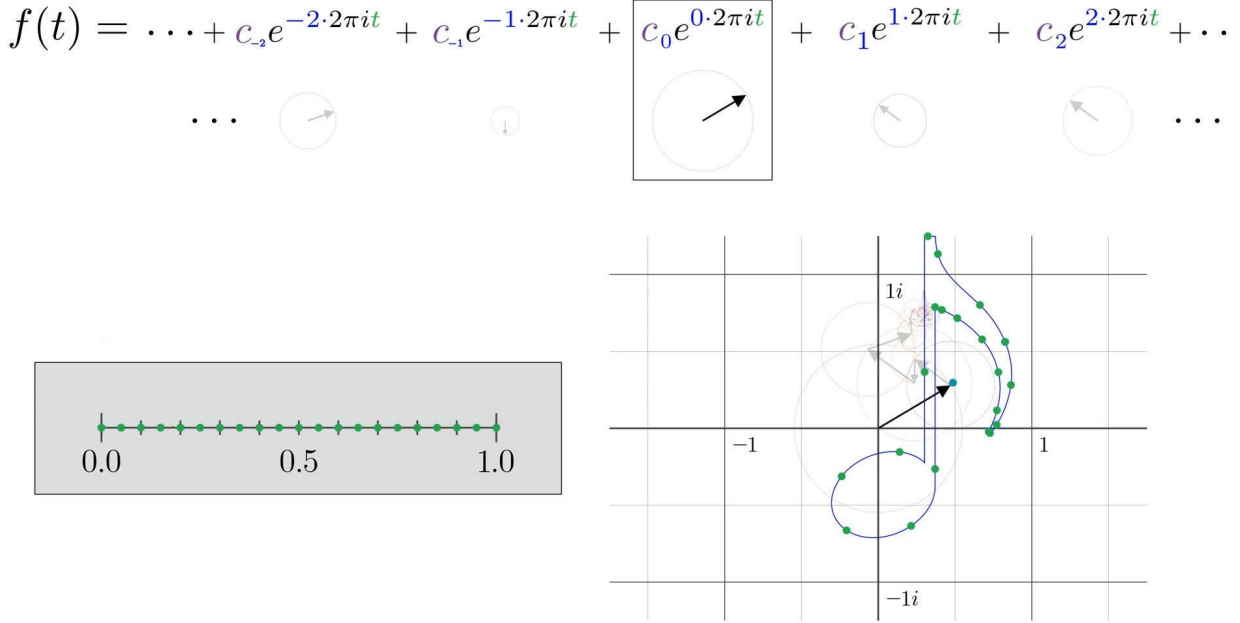 f(t) = ⋯ + c₋₂e^{−2·2πit} + c₋₁e^{−1·2πit} + c₀e^{0·2πit} + c₁e^{1·2πit} + c₂e^{2·2πit} + ⋯
⋯ ⋯
1i
−1 1
0.0 0.5 1.0
−1i